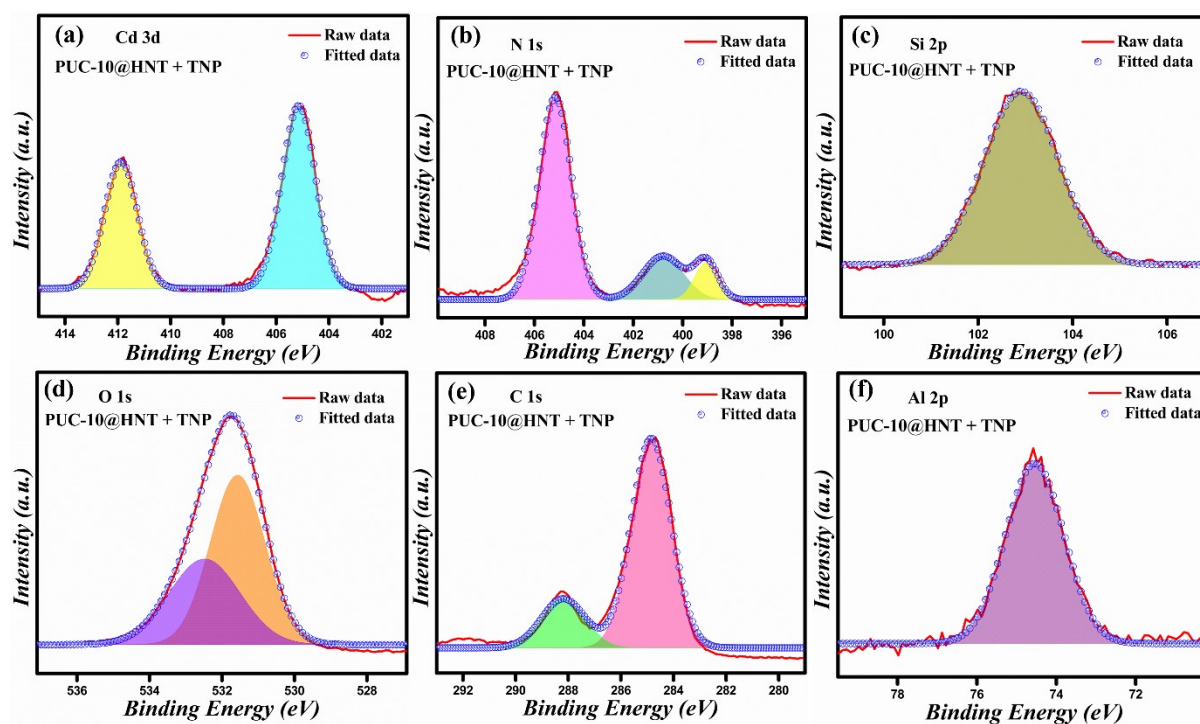 (a) Cd 3d
Raw data
Fitted data
PUC-10@HNT + TNP
Intensity (a.u.)
414 412 410 408 406 404 402
Binding Energy (eV)
(b) N 1s
Raw data
Fitted data
PUC-10@HNT + TNP
Intensity (a.u.)
408 406 404 402 400 398 396
Binding Energy (eV)
(c) Si 2p
Raw data
Fitted data
PUC-10@HNT + TNP
Intensity (a.u.)
100 102 104 106
Binding Energy (eV)
(d) O 1s
Raw data
Fitted data
PUC-10@HNT + TNP
Intensity (a.u.)
536 534 532 530 528
Binding Energy (eV)
(e) C 1s
Raw data
Fitted data
PUC-10@HNT + TNP
Intensity (a.u.)
292 290 288 286 284 282 280
Binding Energy (eV)
(f) Al 2p
Raw data
Fitted data
PUC-10@HNT + TNP
Intensity (a.u.)
78 76 74 72
Binding Energy (eV)